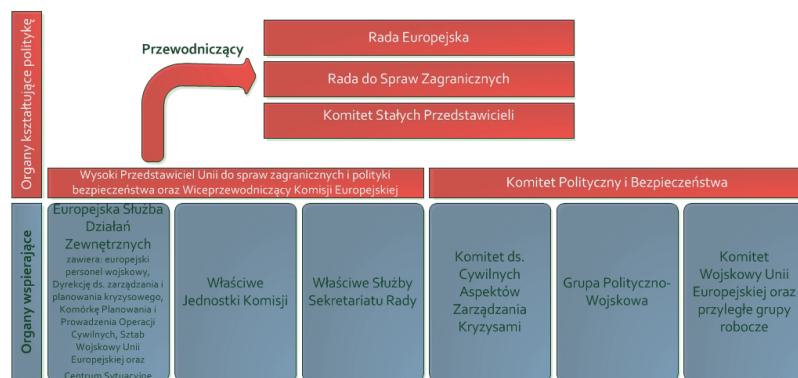 Organy kształtujące politykę
Przewodniczący
Rada Europejska
Rada do Spraw Zagranicznych
Komitet Stałych Przedstawicieli
Wysoki Przedstawiciel Unii do spraw zagranicznych i polityki
bezpieczeństwa oraz Wiceprzewodniczący Komisji Europejskiej
Komitet Polityczny i Bezpieczeństwa
Organy wspierające
Europejska Służba
Działań
Zewnętrznych
zawiera: europejski
personel wojskowy,
Dyrekcję ds. zarządzania i
planowania kryzysowego,
Komórkę Planowania i
Prowadzenia Operacji
Cywilnych, Sztab
Wojskowy Unii
Europejskiej oraz
Centrum Sytuacyjne
Właściwe
Jednostki Komisji
Właściwe Służby
Sekretariatu Rady
Komitet ds.
Cywilnych
Aspektów
Zarządzania
Kryzysami
Grupa Polityczno-
Wojskowa
Komitet
Wojskowy Unii
Europejskiej oraz
przyległe grupy
robocze